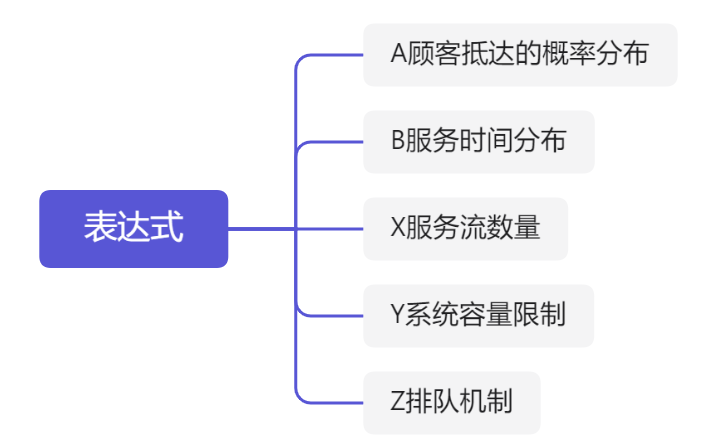 表达式
A顾客抵达的概率分布
B服务时间分布
X服务流数量
Y系统容量限制
Z排队机制